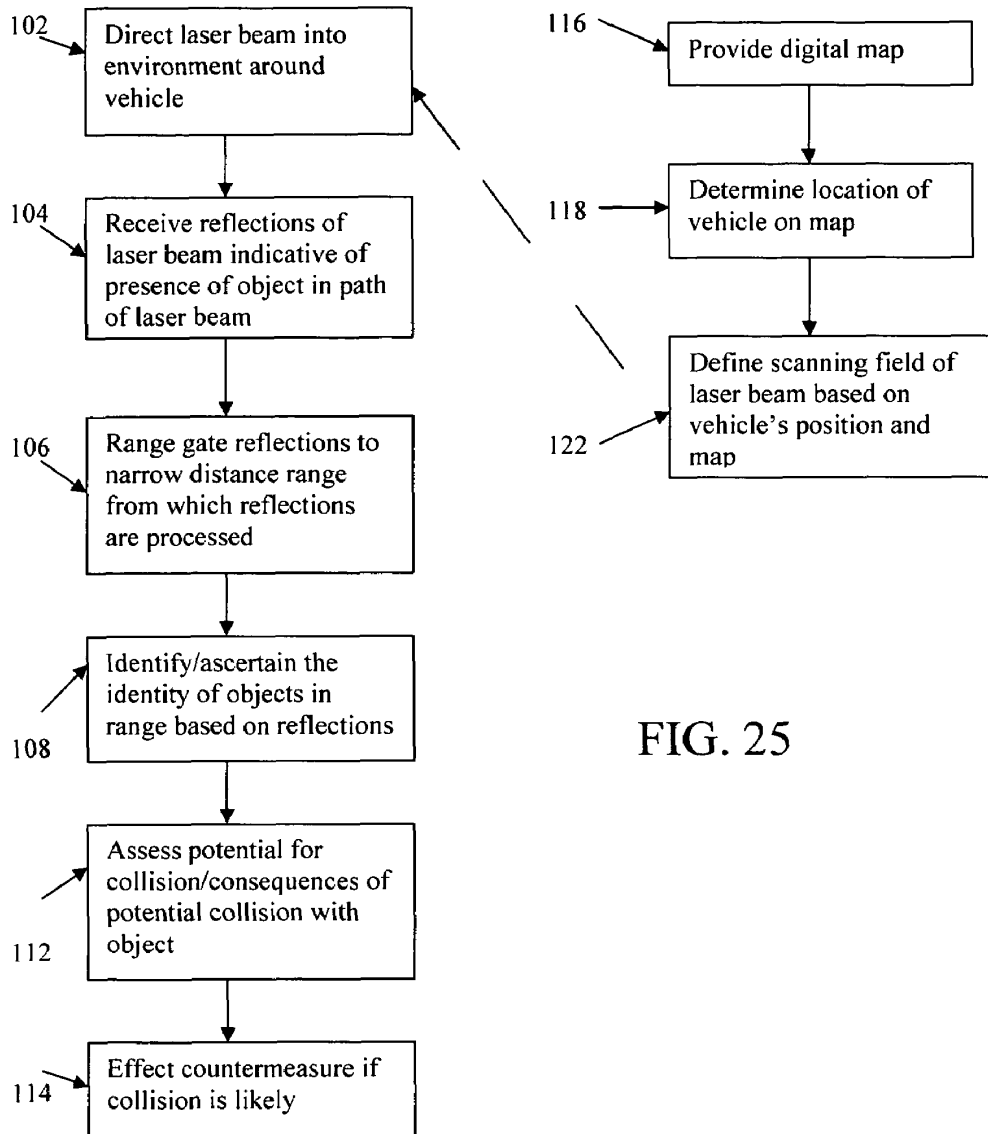 102
Direct laser beam into
environment around
vehicle
104
Receive reflections of
laser beam indicative of
presence of object in path
of laser beam
106
Range gate reflections to
narrow distance range
from which reflections
are processed
108
Identify/ascertain the
identity of objects in
range based on reflections
112
Assess potential for
collision/consequences of
potential collision with
object
114
Effect countermeasure if
collision is likely
116
Provide digital map
118
Determine location of
vehicle on map
122
Define scanning field of
laser beam based on
vehicle's position and
map
FIG. 25